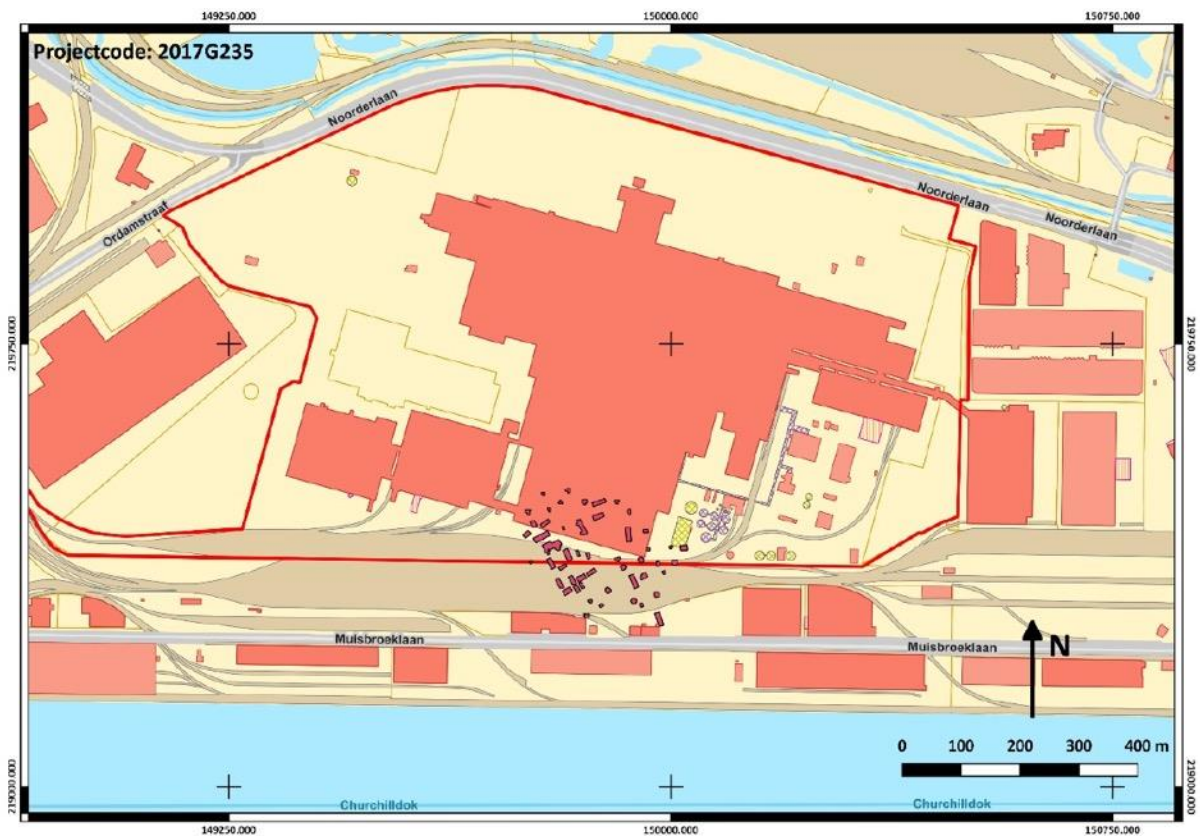 149250.000 150000.000 150750.000
Projectcode: 2017G235
Noorderlaan
Noorderlaan
Noorderlaan
Ordamstraat
219750.000
219750.000
Muisbroeklaan
Muisbroeklaan
N
0 100 200 300 400 m
219000.000
219000.000
Churchilldok
Churchilldok
149250.000 150000.000 150750.000